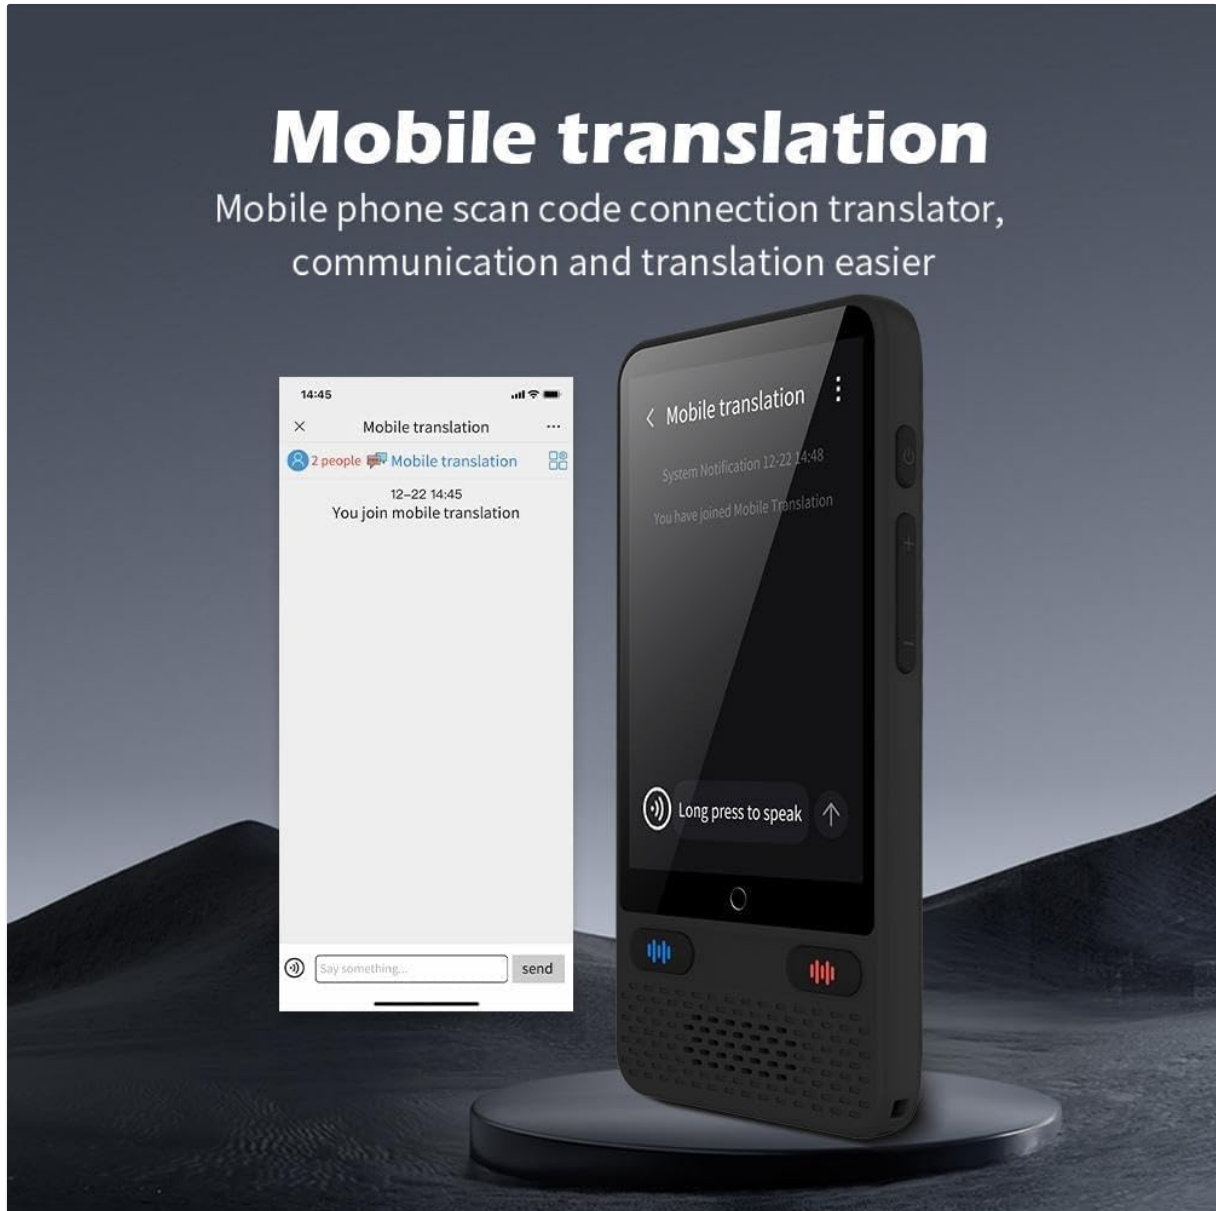 Mobile translation
Mobile phone scan code connection translator,
communication and translation easier
14:45
Mobile translation
2 people Mobile translation
12-22 14:45
You join mobile translation
Say something...
send
Mobile translation
System Notification 12-22 14:48
You have joined Mobile Translation
Long press to speak